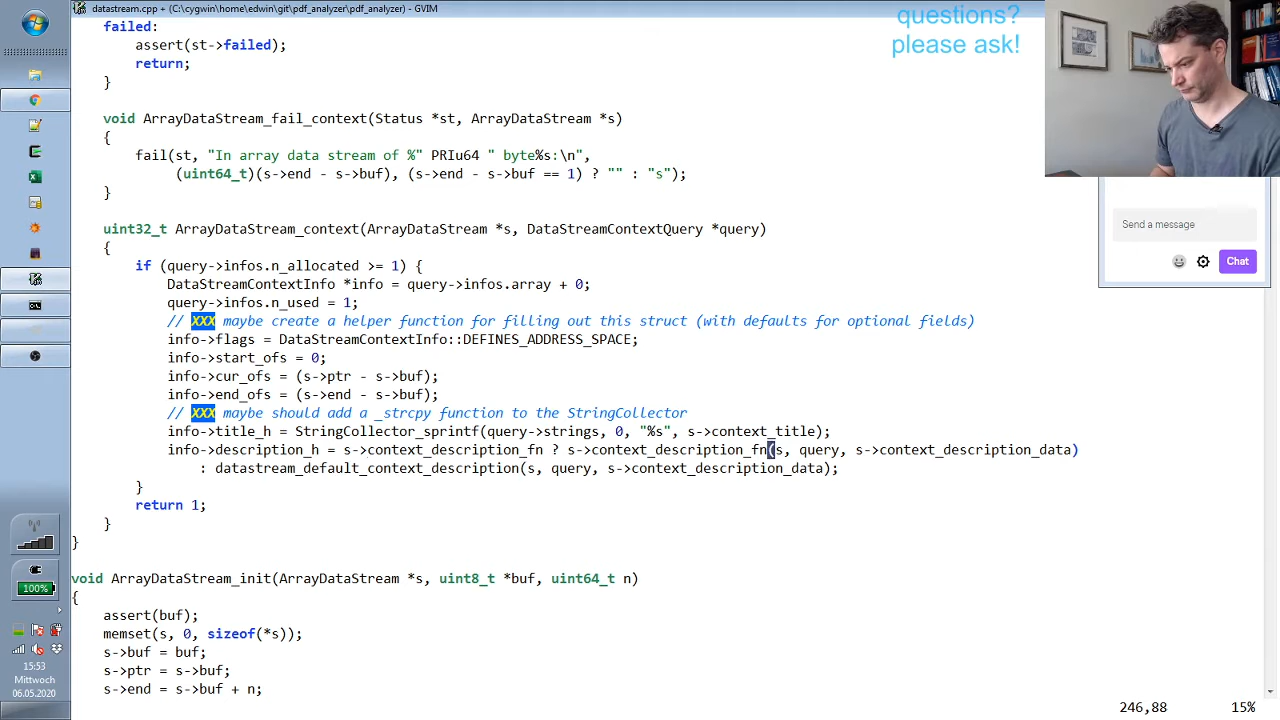 datastream.cpp + (C:\cygwin\home\edwin\git\pdf_analyzer\pdf_analyzer) - GVIM
questions?
please ask!
failed:
assert(st->failed);
return;
}
void ArrayDataStream_fail_context(Status *st, ArrayDataStream *s)
{
fail(st, "In array data stream of %" PRIu64 " byte%s:\n",
(uint64_t)(s->end - s->buf), (s->end - s->buf == 1) ? "" : "s");
}
uint32_t ArrayDataStream_context(ArrayDataStream *s, DataStreamContextQuery *query)
{
if (query->infos.n_allocated >= 1) {
DataStreamContextInfo *info = query->infos.array + 0;
query->infos.n_used = 1;
// XXX maybe create a helper function for filling out this struct (with defaults for optional fields)
info->flags = DataStreamContextInfo::DEFINES_ADDRESS_SPACE;
info->start_ofs = 0;
info->cur_ofs = (s->ptr - s->buf);
info->end_ofs = (s->end - s->buf);
// XXX maybe should add a _strcpy function to the StringCollector
info->title_h = StringCollector_sprintf(query->strings, 0, "%s", s->context_title);
info->description_h = s->context_description_fn ? s->context_description_fn(s, query, s->context_description_data)
: datastream_default_context_description(s, query, s->context_description_data);
}
return 1;
}
}
void ArrayDataStream_init(ArrayDataStream *s, uint8_t *buf, uint64_t n)
{
assert(buf);
memset(s, 0, sizeof(*s));
s->buf = buf;
s->ptr = s->buf;
s->end = s->buf + n;
246,88 15%
Send a message
Chat
100%
15:53
Mittwoch
06.05.2020